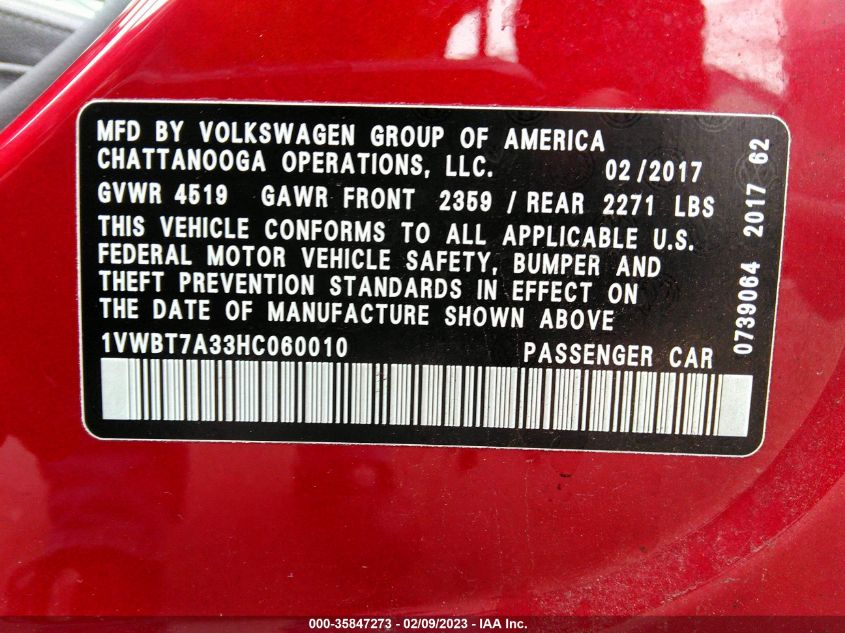 MFD BY VOLKSWAGEN GROUP OF AMERICA
CHATTANOOGA OPERATIONS, LLC. 02/2017
GVWR 4519 GAWR FRONT 2359 / REAR 2271 LBS
THIS VEHICLE CONFORMS TO ALL APPLICABLE U.S.
FEDERAL MOTOR VEHICLE SAFETY, BUMPER AND
THEFT PREVENTION STANDARDS IN EFFECT ON
THE DATE OF MANUFACTURE SHOWN ABOVE
1VWBT7A33HC060010 PASSENGER CAR
0739064 2017 62
000-35847273 - 02/09/2023 - IAA Inc.